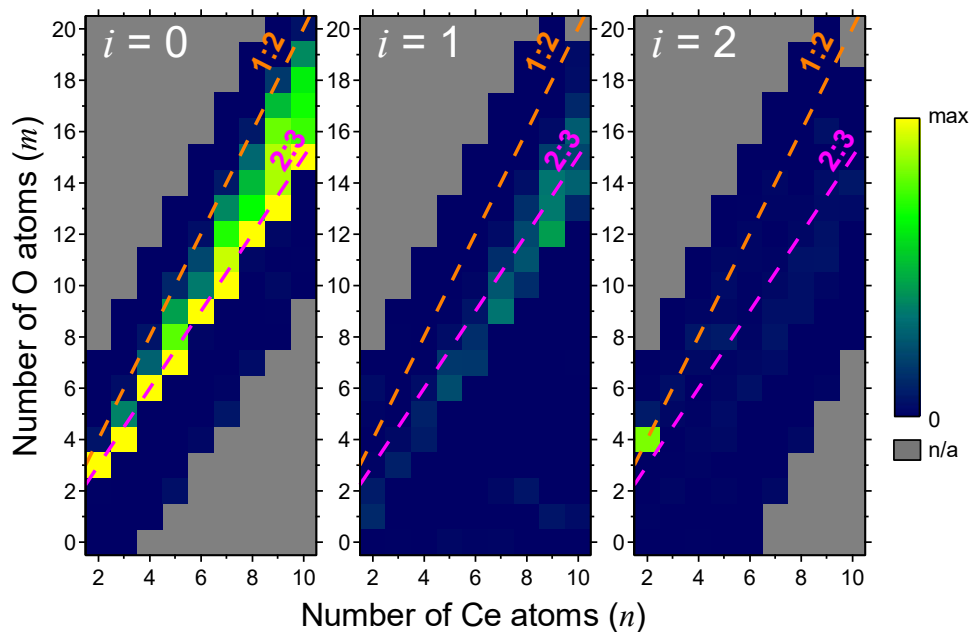 i = 0
i = 1
i = 2
1:2
1:2
1:2
2:3
2:3
2:3
20
18
16
14
12
10
8
6
4
2
0
Number of O atoms (m)
2 4 6 8 10
2 4 6 8 10
2 4 6 8 10
Number of Ce atoms (n)
max
0
n/a